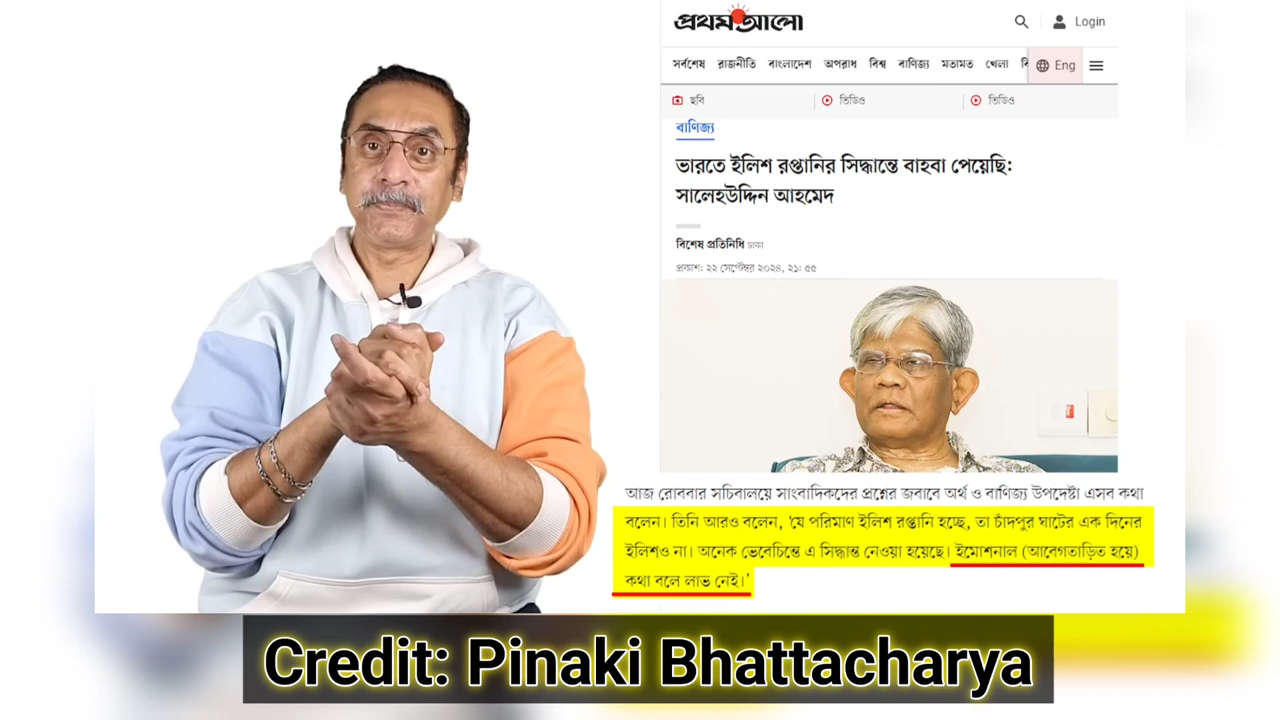 প্রথম আলো
Login
সর্বশেষ রাজনীতি বাংলাদেশ অপরাধ বিশ্ব বাণিজ্য মতামত খেলা
Eng
ছবি ভিডিও ভিডিও
বাণিজ্য
ভারতে ইলিশ রপ্তানির সিদ্ধান্তে বাহবা পেয়েছি:
সালেহউদ্দিন আহমেদ
বিশেষ প্রতিনিধি ঢাকা
প্রকাশ: ২২ সেপ্টেম্বর ২০২৪, ২১: ৫৫
আজ রোববার সচিবালয়ে সাংবাদিকদের প্রশ্নের জবাবে অর্থ ও বাণিজ্য উপদেষ্টা এসব কথা
বলেন। তিনি আরও বলেন, ‘যে পরিমাণ ইলিশ রপ্তানি হচ্ছে, তা চাঁদপুর ঘাটের এক দিনের
ইলিশও না। অনেক ভেবেচিন্তে এ সিদ্ধান্ত নেওয়া হয়েছে। ইমোশনাল (আবেগতাড়িত হয়ে)
কথা বলে লাভ নেই।’
Credit: Pinaki Bhattacharya